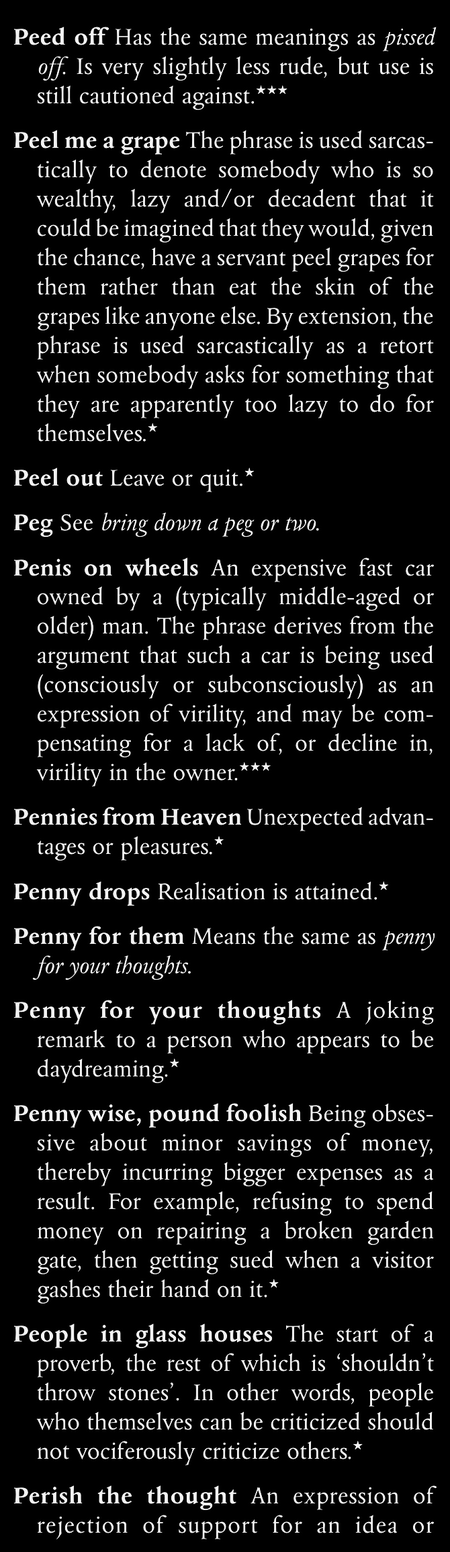 Peed off Has the same meanings as pissed
off. Is very slightly less rude, but use is
still cautioned against.★★★
Peel me a grape The phrase is used sarcas-
tically to denote somebody who is so
wealthy, lazy and/or decadent that it
could be imagined that they would, given
the chance, have a servant peel grapes for
them rather than eat the skin of the
grapes like anyone else. By extension, the
phrase is used sarcastically as a retort
when somebody asks for something that
they are apparently too lazy to do for
themselves.★
Peel out Leave or quit.★
Peg See bring down a peg or two.
Penis on wheels An expensive fast car
owned by a (typically middle-aged or
older) man. The phrase derives from the
argument that such a car is being used
(consciously or subconsciously) as an
expression of virility, and may be com-
pensating for a lack of, or decline in,
virility in the owner.★★★
Pennies from Heaven Unexpected advan-
tages or pleasures.★
Penny drops Realisation is attained.★
Penny for them Means the same as penny
for your thoughts.
Penny for your thoughts A joking
remark to a person who appears to be
daydreaming.★
Penny wise, pound foolish Being obses-
sive about minor savings of money,
thereby incurring bigger expenses as a
result. For example, refusing to spend
money on repairing a broken garden
gate, then getting sued when a visitor
gashes their hand on it.★
People in glass houses The start of a
proverb, the rest of which is ‘shouldn’t
throw stones’. In other words, people
who themselves can be criticized should
not vociferously criticize others.★
Perish the thought An expression of
rejection of support for an idea or